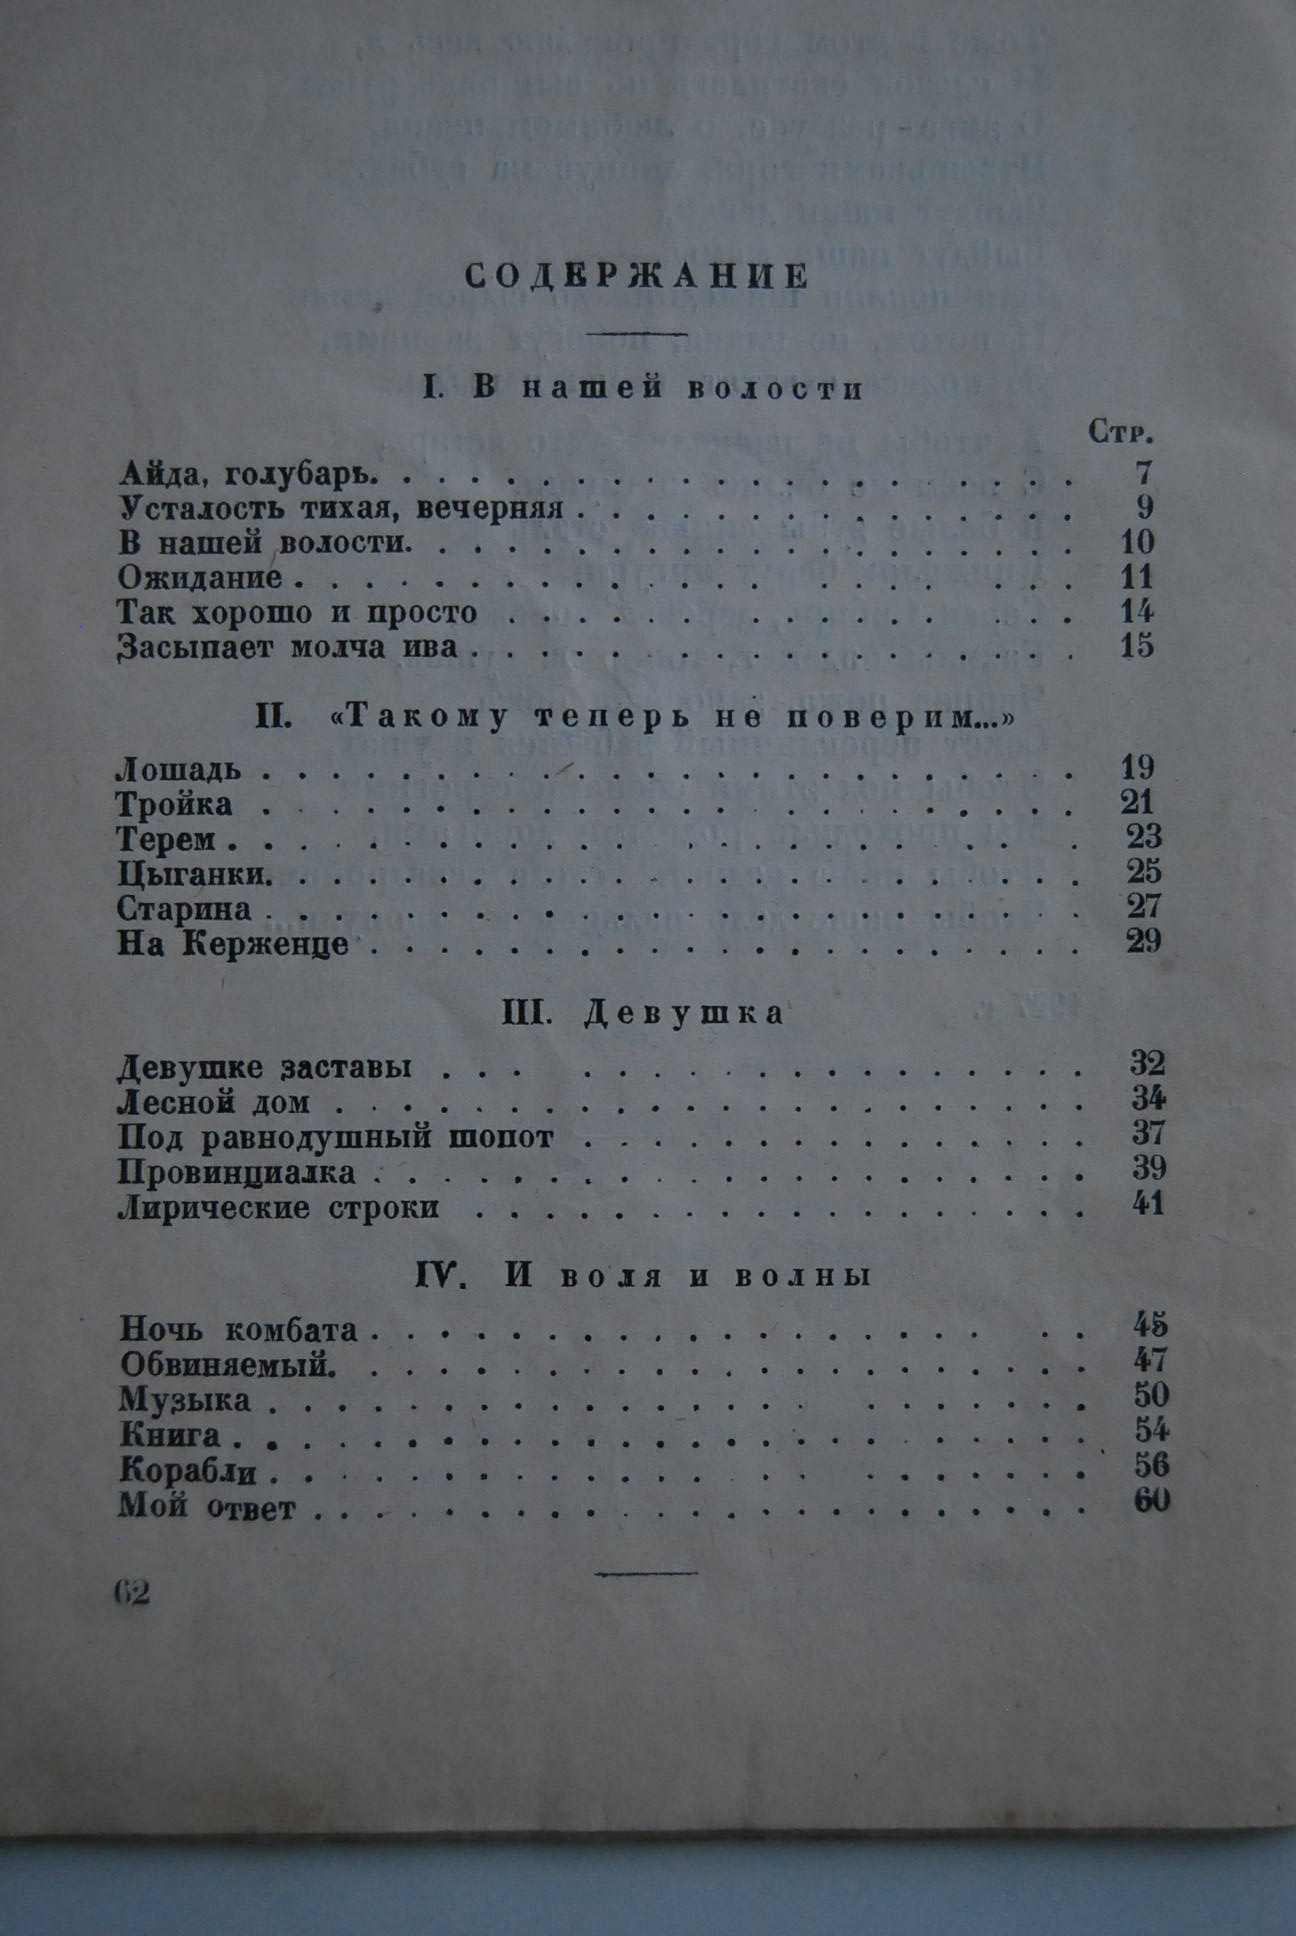 СОДЕРЖАНИЕ
I. В нашей волости
Стр.
Айда, голубарь. . . . . . . . . . . . . . . . . . . . 7
Усталость тихая, вечерняя . . . . . . . . . . . . . . . 9
В нашей волости. . . . . . . . . . . . . . . . . . . . 10
Ожидание . . . . . . . . . . . . . . . . . . . . . . 11
Так хорошо и просто . . . . . . . . . . . . . . . . . 14
Засыпает молча ива . . . . . . . . . . . . . . . . . . 15
II. «Такому теперь не поверим...»
Лошадь . . . . . . . . . . . . . . . . . . . . . . . . 19
Тройка . . . . . . . . . . . . . . . . . . . . . . . . 21
Терем . . . . . . . . . . . . . . . . . . . . . . . . 23
Цыганки. . . . . . . . . . . . . . . . . . . . . . . . 25
Старина . . . . . . . . . . . . . . . . . . . . . . . . 27
На Керженце . . . . . . . . . . . . . . . . . . . . . 29
III. Девушка
Девушке заставы . . . . . . . . . . . . . . . . . . 32
Лесной дом . . . . . . . . . . . . . . . . . . . . . . 34
Под равнодушный шопот . . . . . . . . . . . . . . . 37
Провинциалка . . . . . . . . . . . . . . . . . . . . . 39
Лирические строки . . . . . . . . . . . . . . . . . . 41
IV. И воля и волны
Ночь комбата . . . . . . . . . . . . . . . . . . . . 45
Обвиняемый. . . . . . . . . . . . . . . . . . . . . . 47
Музыка . . . . . . . . . . . . . . . . . . . . . . . 50
Книга . . . . . . . . . . . . . . . . . . . . . . . . 54
Корабли . . . . . . . . . . . . . . . . . . . . . . . 56
Мой ответ . . . . . . . . . . . . . . . . . . . . . . 60
62